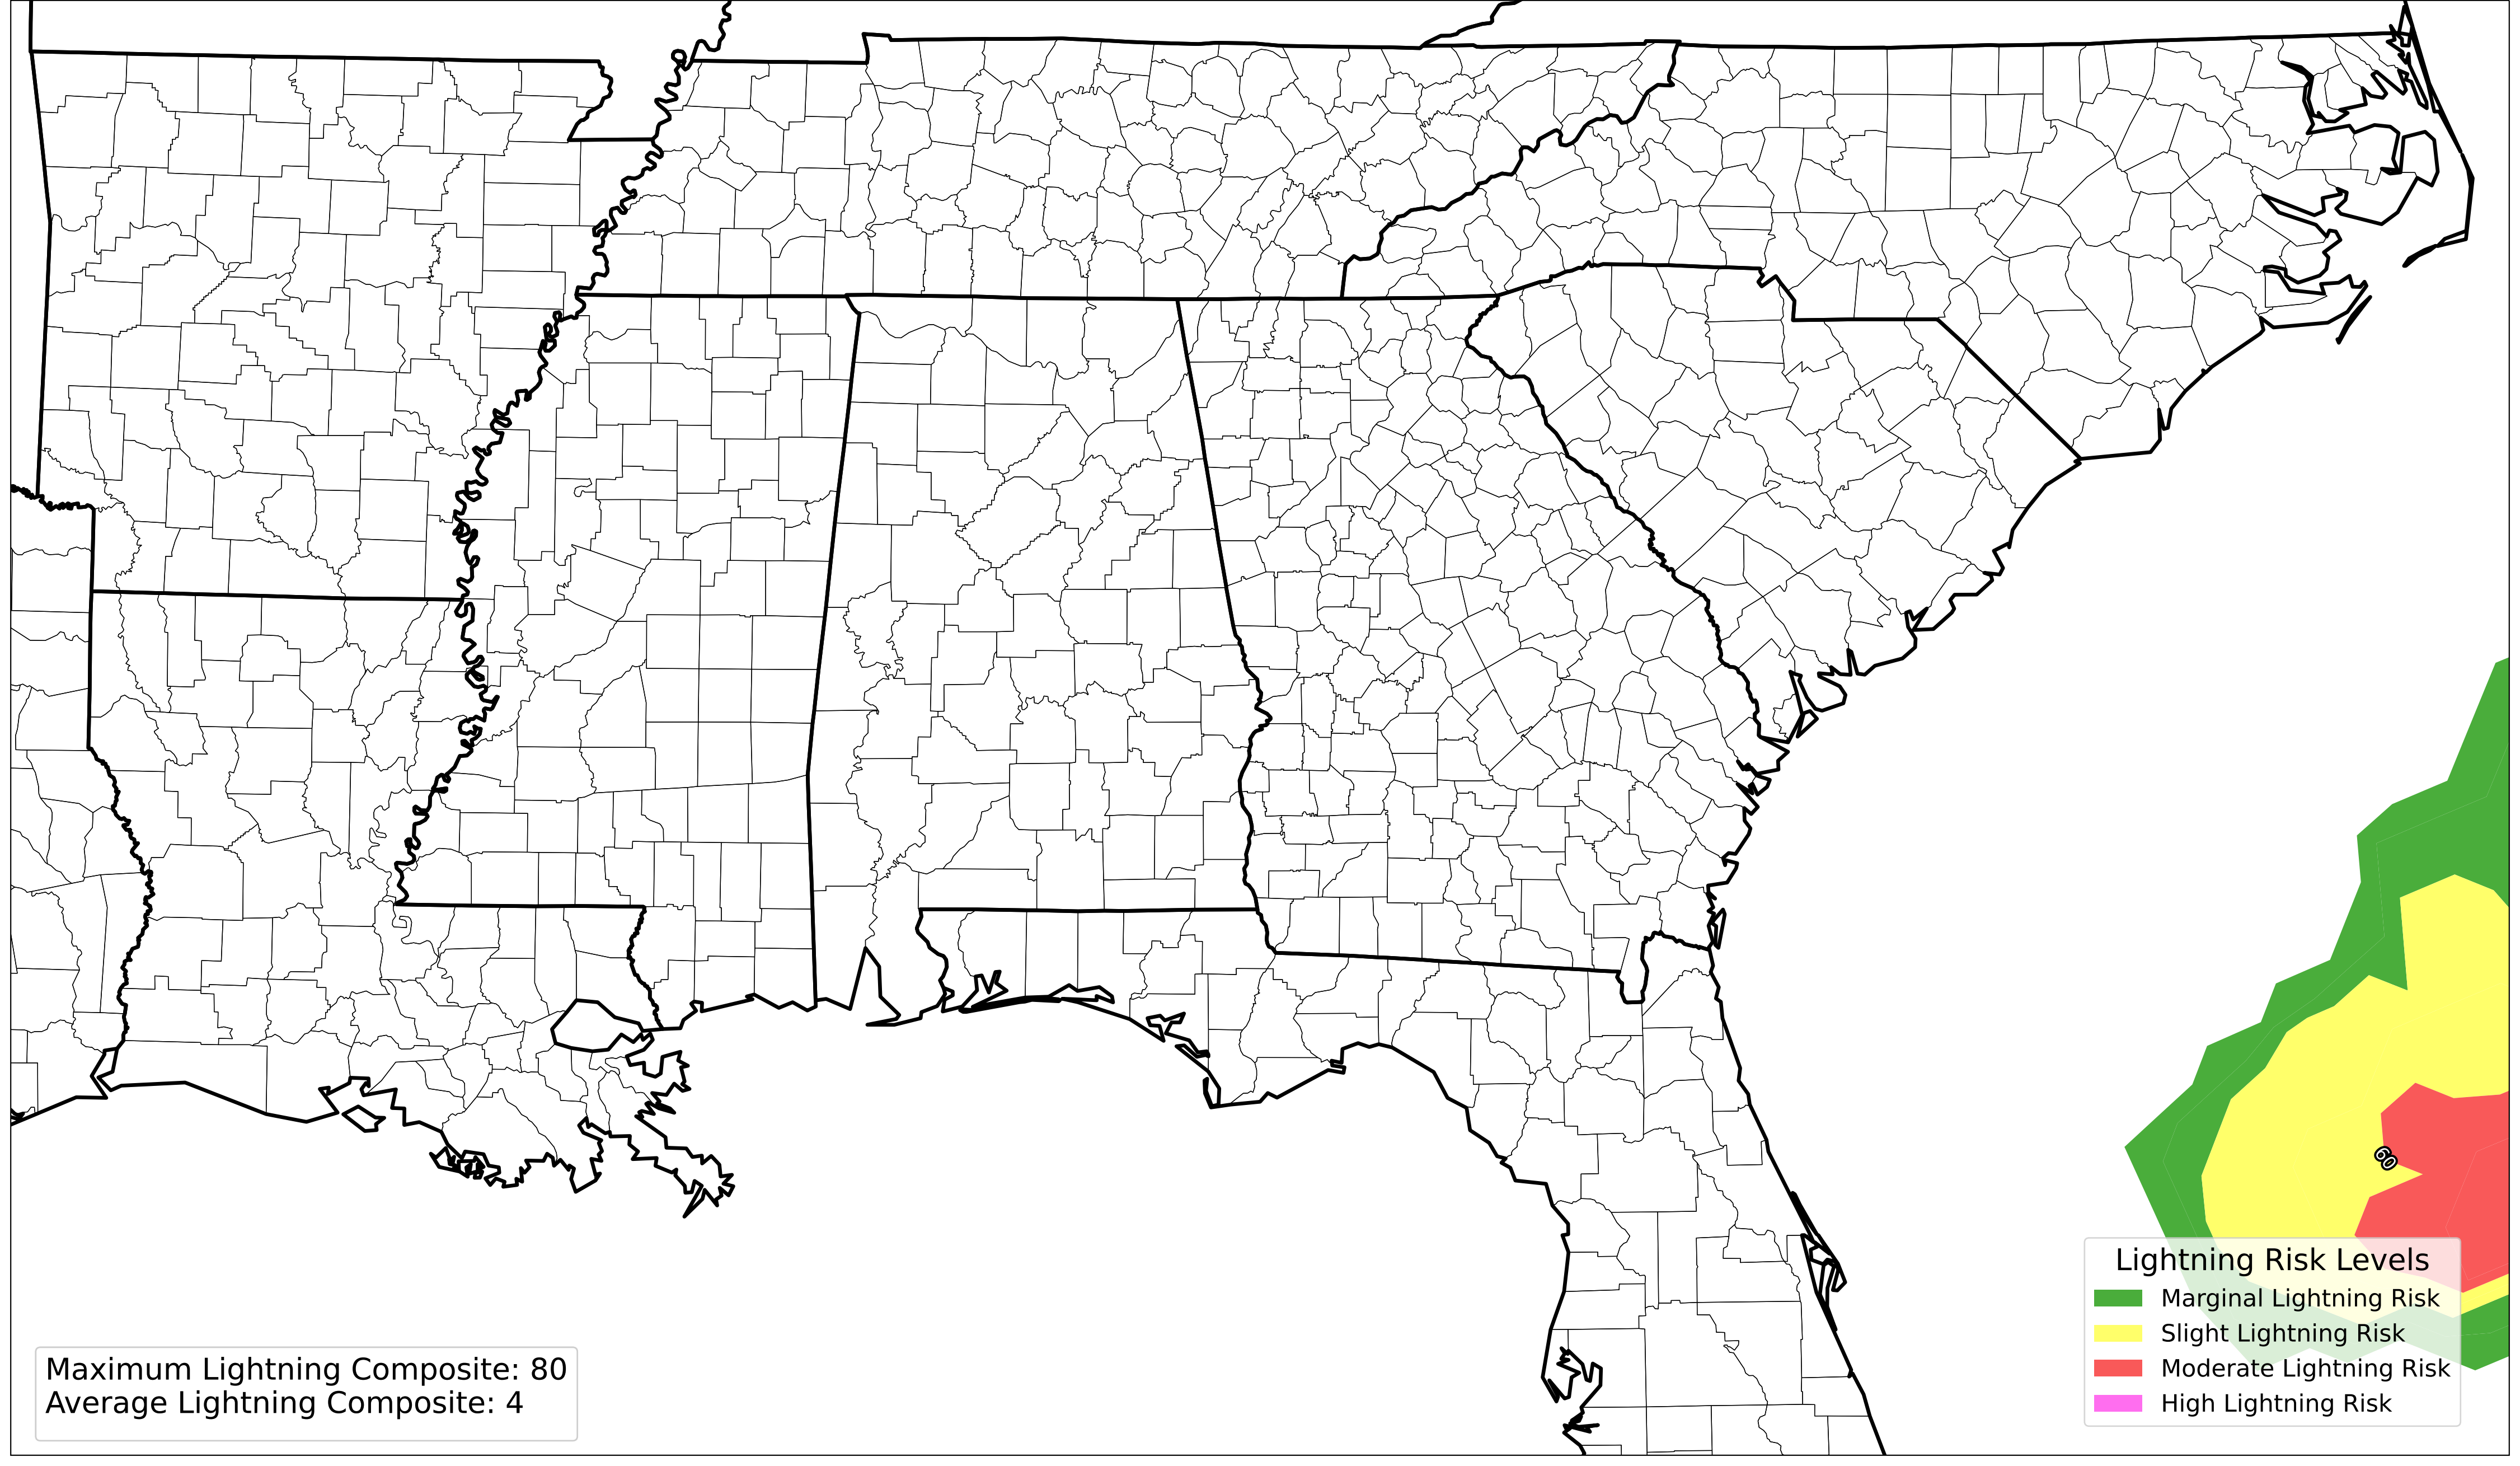 60
Lightning Risk Levels
Marginal Lightning Risk
Slight Lightning Risk
Moderate Lightning Risk
High Lightning Risk
Maximum Lightning Composite: 80
Average Lightning Composite: 4